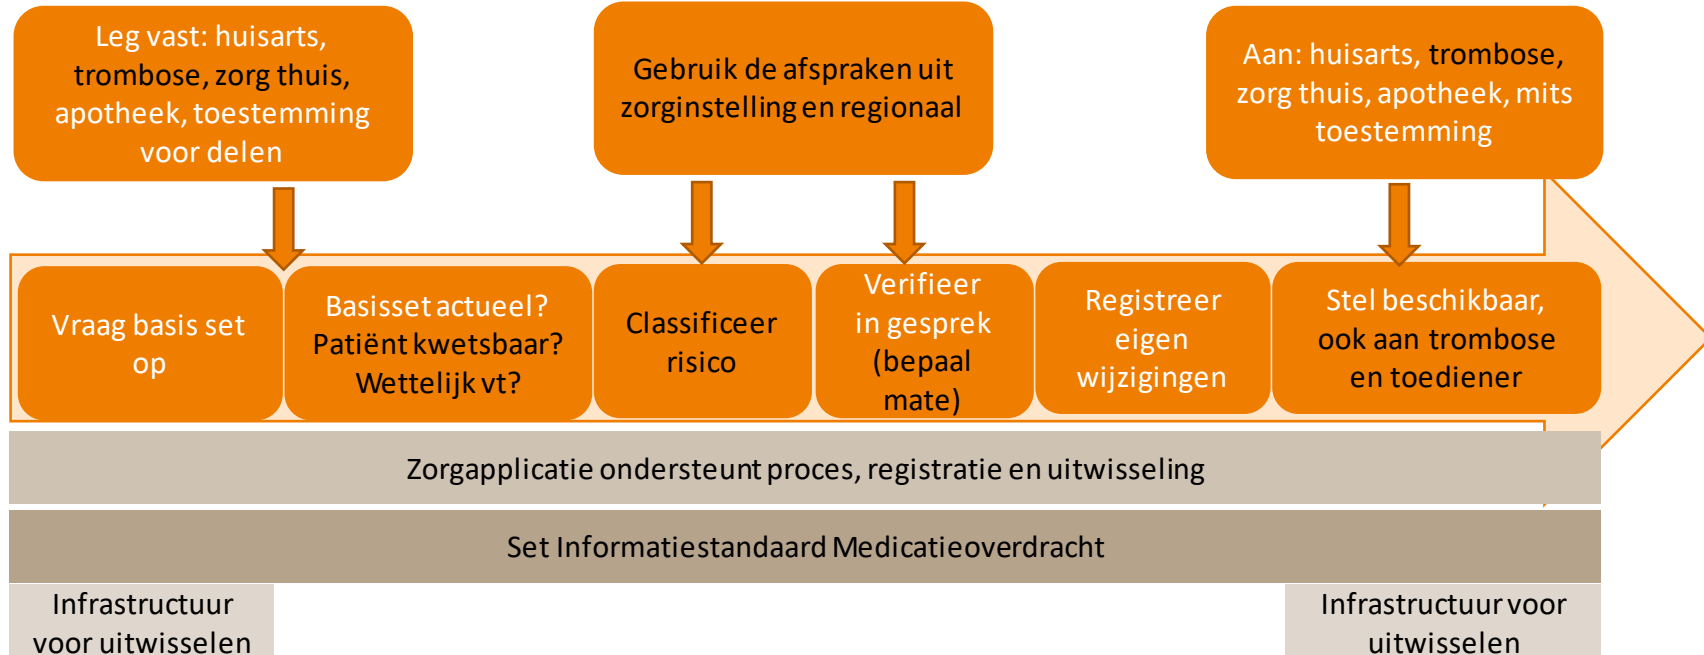 Leg vast: huisarts,
trombose, zorg thuis,
apotheek, toestemming
voor delen
Gebruik de afspraken uit
zorginstelling en regionaal
Aan: huisarts, trombose,
zorg thuis, apotheek, mits
toestemming
Vraag basis set
op
Basisset actueel?
Patiënt kwetsbaar?
Wettelijk vt?
Classificeer
risico
Verifieer
in gesprek
(bepaal
mate)
Registreer
eigen
wijzigingen
Stel beschikbaar,
ook aan trombose
en toediener
Zorgapplicatie ondersteunt proces, registratie en uitwisseling
Set Informatiestandaard Medicatieoverdracht
Infrastructuur
voor uitwisselen
Infrastructuur voor
uitwisselen